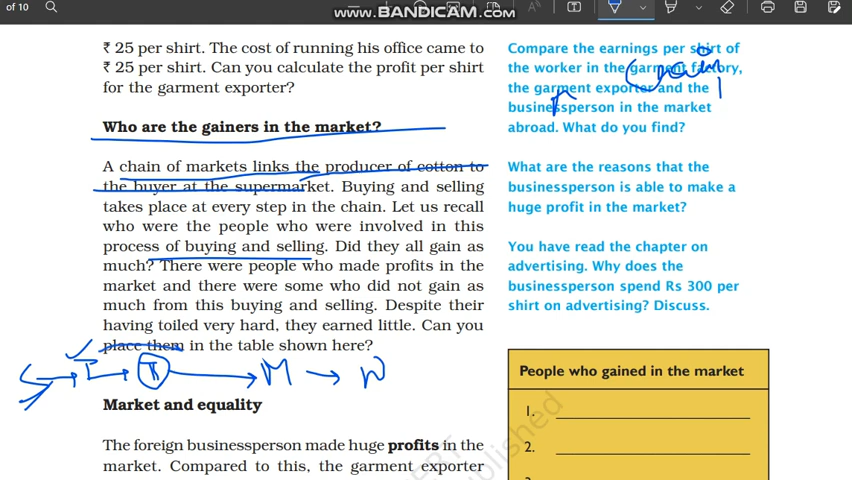 of 10
www.BANDICAM.com
₹ 25 per shirt. The cost of running his office came to
₹ 25 per shirt. Can you calculate the profit per shirt
for the garment exporter?
Who are the gainers in the market?
A chain of markets links the producer of cotton to
the buyer at the supermarket. Buying and selling
takes place at every step in the chain. Let us recall
who were the people who were involved in this
process of buying and selling. Did they all gain as
much? There were people who made profits in the
market and there were some who did not gain as
much from this buying and selling. Despite their
having toiled very hard, they earned little. Can you
place them in the table shown here?
M
Market and equality
The foreign businessperson made huge profits in the
market. Compared to this, the garment exporter
Compare the earnings per shirt of
the worker in the garment factory,
the garment exporter and the
businessperson in the market
abroad. What do you find?
What are the reasons that the
businessperson is able to make a
huge profit in the market?
You have read the chapter on
advertising. Why does the
businessperson spend Rs 300 per
shirt on advertising? Discuss.
People who gained in the market
1.
2.